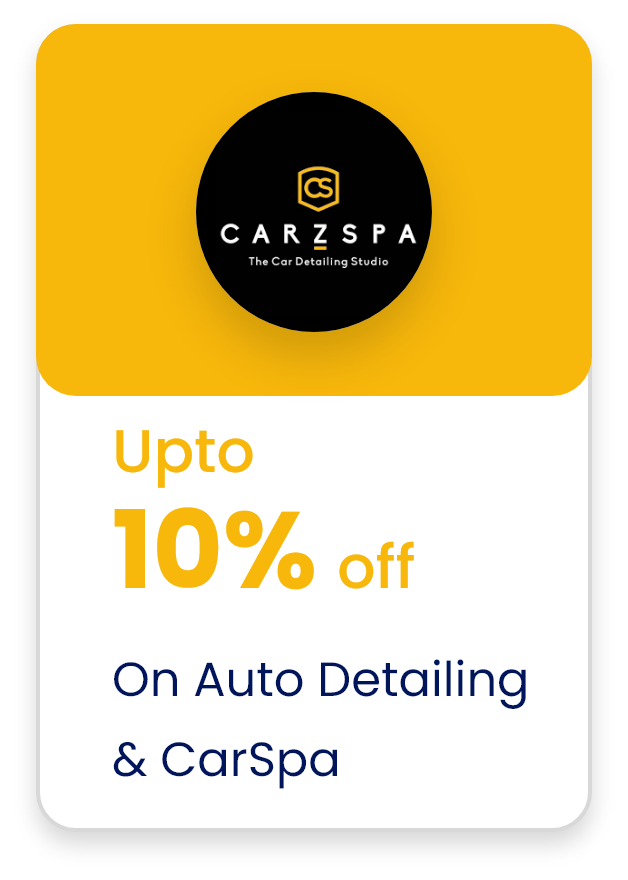 CS
CARZSPA
The Car Detailing Studio
Upto
10% off
On Auto Detailing
& CarSpa